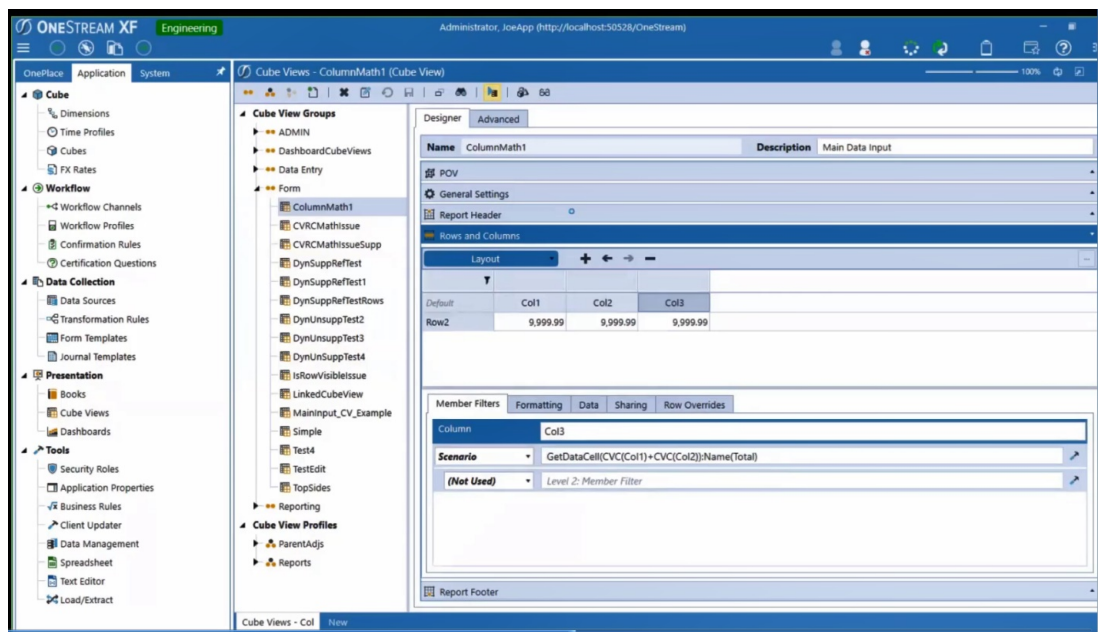 ONESTREAM XF Engineering
Administrator, JoeApp (http://localhost:50528/OneStream)
OnePlace Application System
Cube
Dimensions
Time Profiles
Cubes
FX Rates
Workflow
Workflow Channels
Workflow Profiles
Confirmation Rules
Certification Questions
Data Collection
Data Sources
Transformation Rules
Form Templates
Journal Templates
Presentation
Books
Cube Views
Dashboards
Tools
Security Roles
Application Properties
Business Rules
Client Updater
Data Management
Spreadsheet
Text Editor
Load/Extract
Cube Views - ColumnMath1 (Cube View)
100%
Cube View Groups
ADMIN
DashboardCubeViews
Data Entry
Form
ColumnMath1
CVRCMathIssue
CVRCMathIssueSupp
DynSuppRefTest
DynSuppRefTest1
DynSuppRefTestRows
DynUnsuppTest2
DynUnsuppTest3
DynUnSuppTest4
IsRowVisibleIssue
LinkedCubeView
MainInput_CV_Example
Simple
Test4
TestEdit
TopSides
Reporting
Cube View Profiles
ParentAdjs
Reports
Designer Advanced
Name ColumnMath1 Description Main Data Input
POV
General Settings
Report Header
Rows and Columns
Layout
Default Col1 Col2 Col3
Row2 9,999.99 9,999.99 9,999.99
Member Filters Formatting Data Sharing Row Overrides
Column Col3
Scenario GetDataCell(CVC(Col1)+CVC(Col2)):Name(Total)
(Not Used) Level 2: Member Filter
Report Footer
Cube Views - Col New